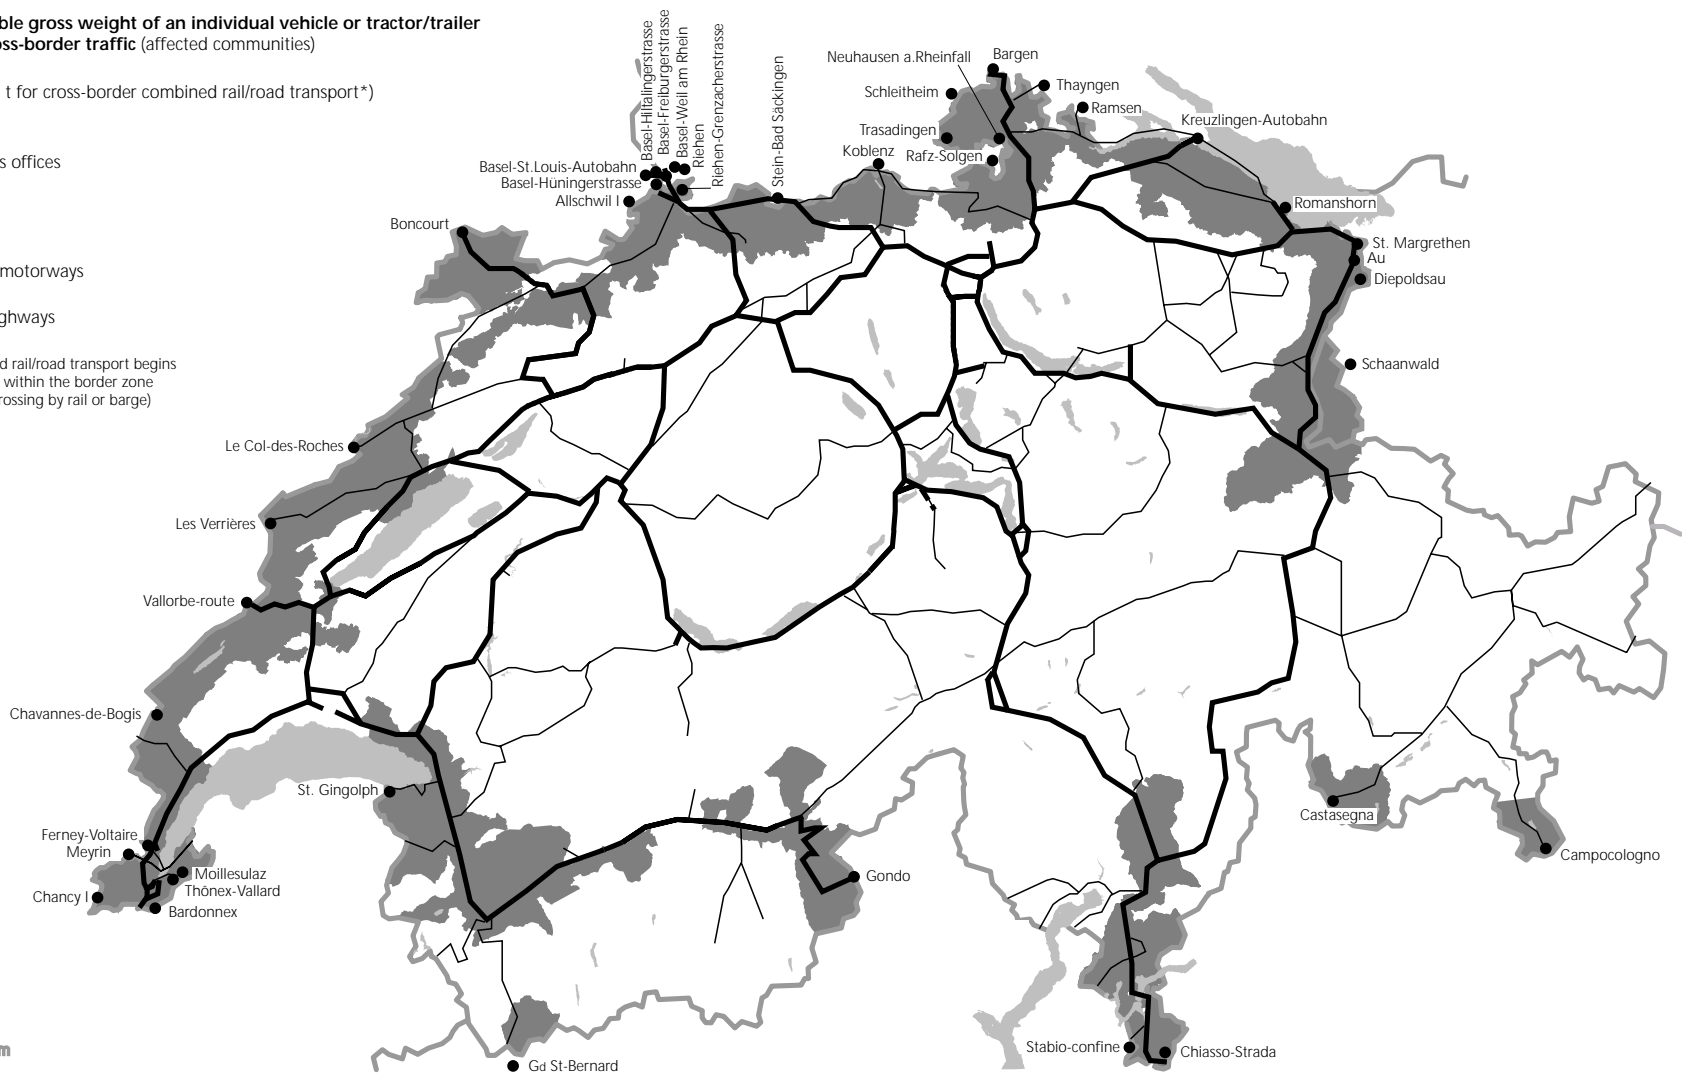 ble gross weight of an individual vehicle or tractor/trailer
oss-border traffic (affected communities)
t for cross-border combined rail/road transport*)
s offices
motorways
ghways
d rail/road transport begins
within the border zone
rossing by rail or barge)
Basel-Hiltalingerstrasse
Basel-Freiburgerstrasse
Basel-Weil am Rhein
Riehen
Riehen-Grenzacherstrasse
Stein-Bad Säckingen
Neuhausen a.Rheinfall
Bargen
Schleitheim
Thayngen
Ramsen
Trasadingen
Kreuzlingen-Autobahn
Koblenz
Rafz-Solgen
Basel-St.Louis-Autobahn
Basel-Hüningerstrasse
Allschwil I
Romanshorn
Boncourt
St. Margrethen
Au
Diepoldsau
Schaanwald
Le Col-des-Roches
Les Verrières
Vallorbe-route
Chavannes-de-Bogis
St. Gingolph
Castasegna
Ferney-Voltaire
Meyrin
Campocologno
Moillesulaz
Gondo
Thônex-Vallard
Chancy I
Bardonnex
Stabio-confine
Chiasso-Strada
Gd St-Bernard
m